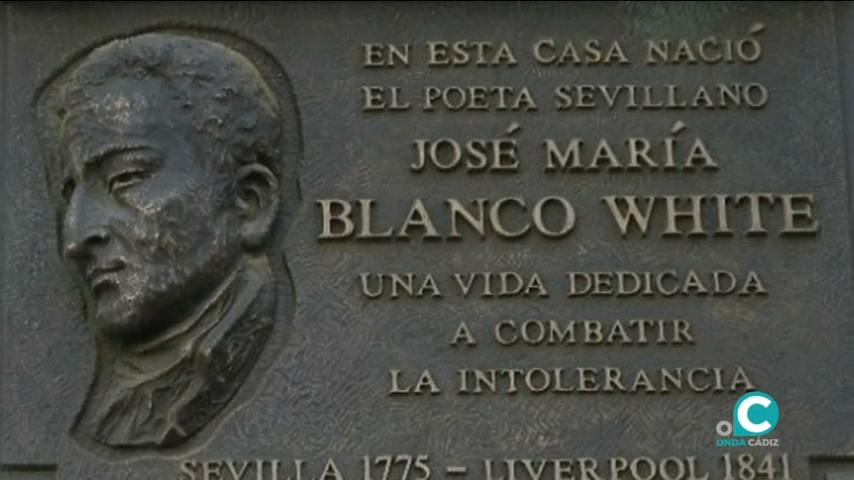 EN ESTA CASA NACIÓ
EL POETA SEVILLANO
JOSÉ MARÍA
BLANCO WHITE
UNA VIDA DEDICADA
A COMBATIR
LA INTOLERANCIA
SEVILLA 1775 – LIVERPOOL 1841
OC
ONDA CÁDIZ